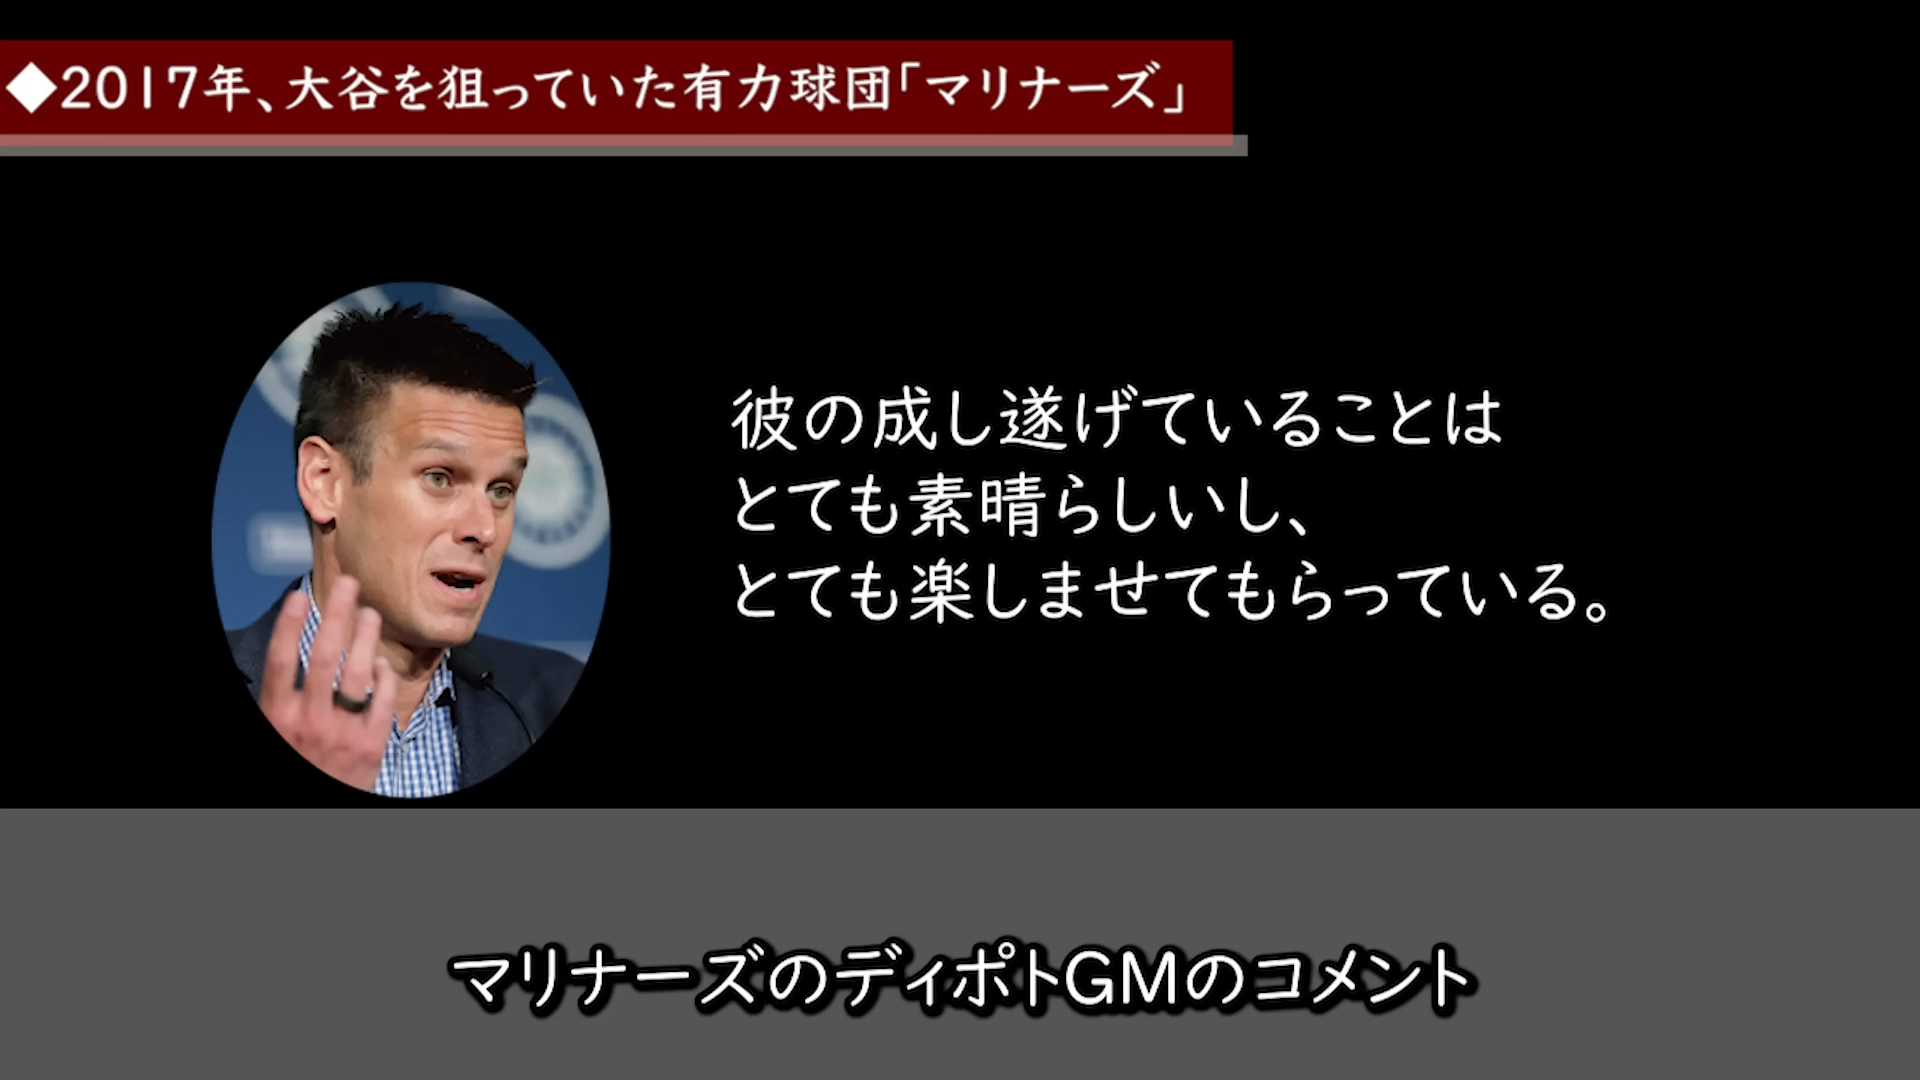 ◆2017年、大谷を狙っていた有力球団「マリナーズ」
彼の成し遂げていることは
とても素晴らしいし、
とても楽しませてもらっている。
マリナーズのディポトGMのコメント